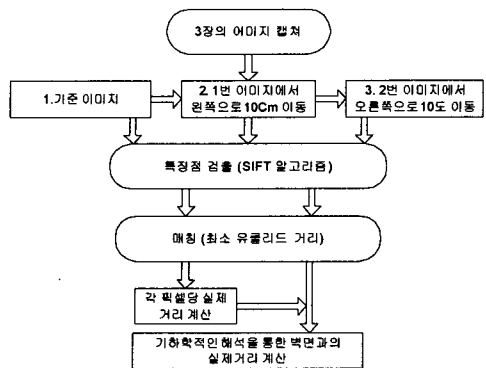 3장의 이미지 캡쳐
1.기준 이미지
2. 1번 이미지에서
왼쪽으로 10Cm 이동
3. 2번 이미지에서
오른쪽으로 10도 이동
특징점 검출 (SIFT 알고리즘)
매칭 (최소 유클리드 거리)
각 픽셀당 실제
거리 계산
기하학적인 해석을 통한 벽면과의
실제거리 계산